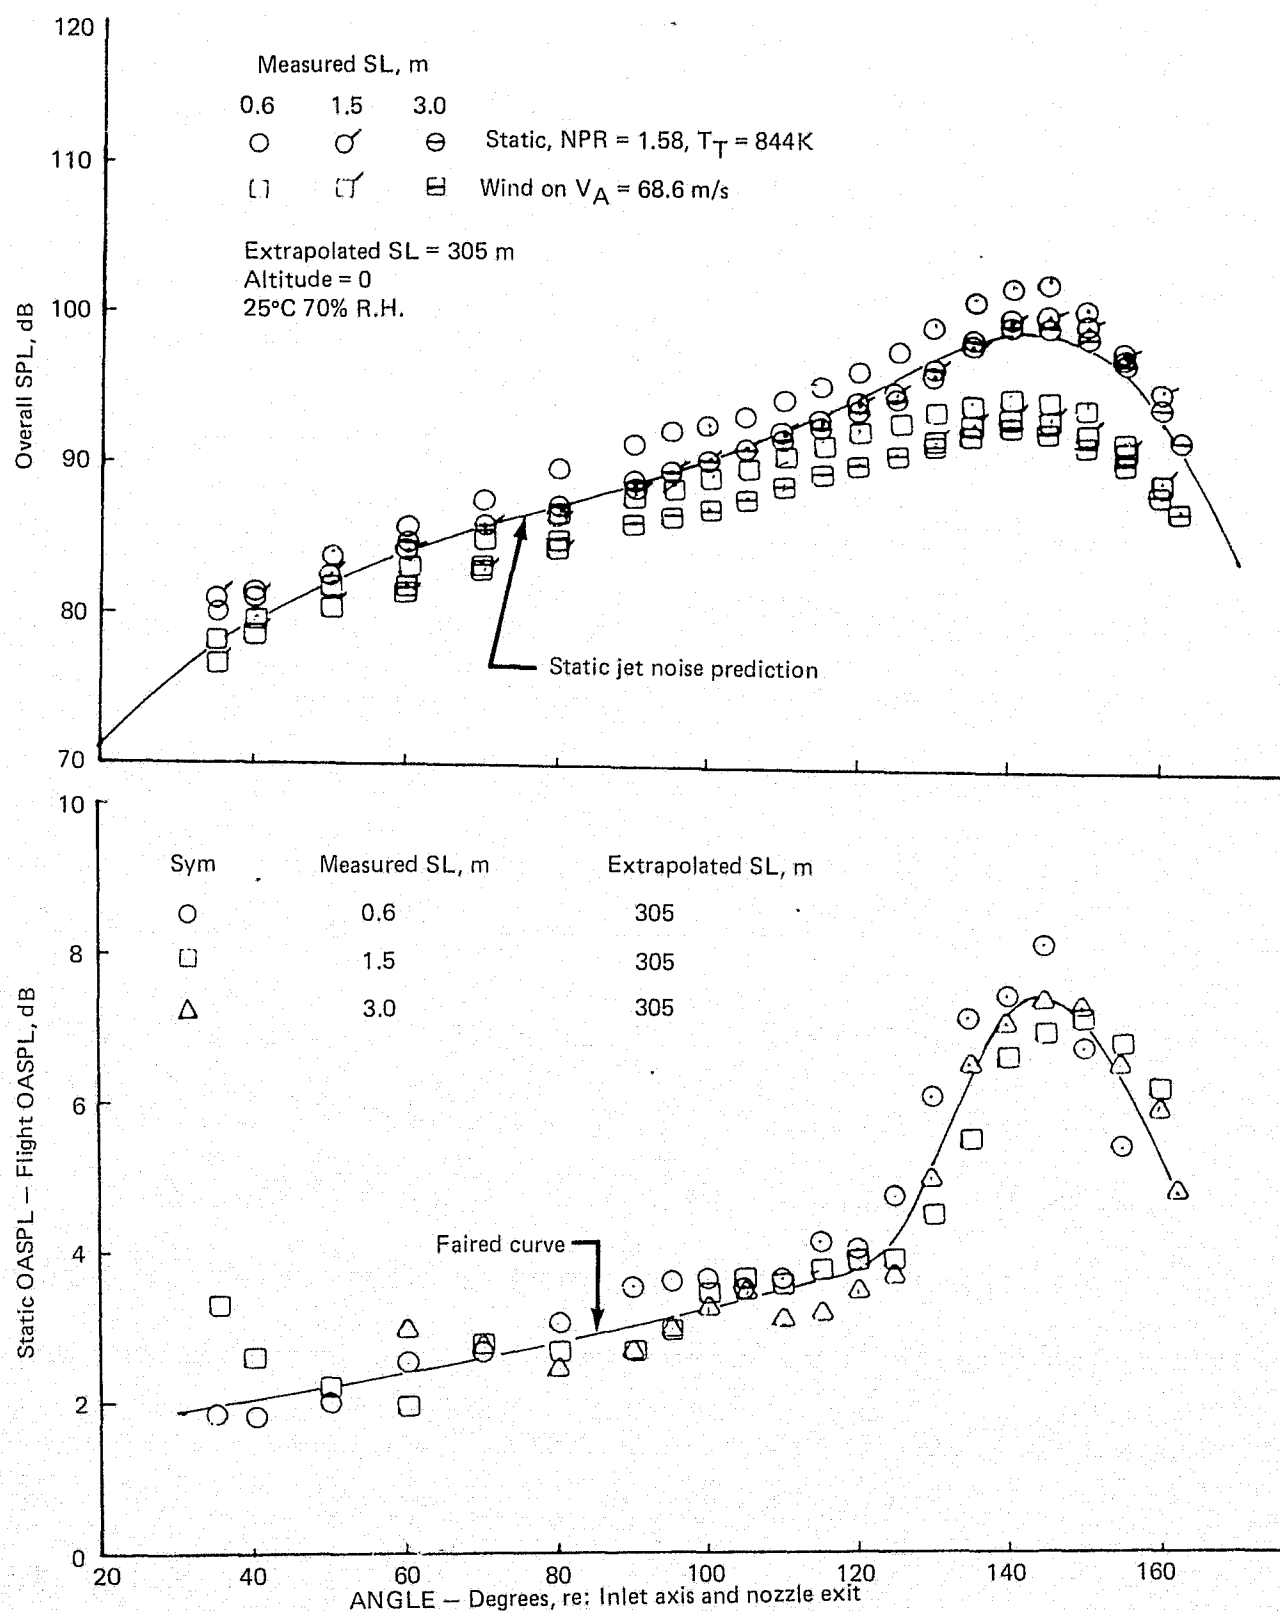 120
110
100
90
80
70
Overall SPL, dB
Measured SL, m
0.6 1.5 3.0
Static, NPR = 1.58, TT = 844K
Wind on VA = 68.6 m/s
Extrapolated SL = 305 m
Altitude = 0
25°C 70% R.H.
Static jet noise prediction
10
8
6
4
2
0
Static OASPL – Flight OASPL, dB
Sym Measured SL, m Extrapolated SL, m
0.6 305
1.5 305
3.0 305
Faired curve
20 40 60 80 100 120 140 160
ANGLE – Degrees, re: Inlet axis and nozzle exit